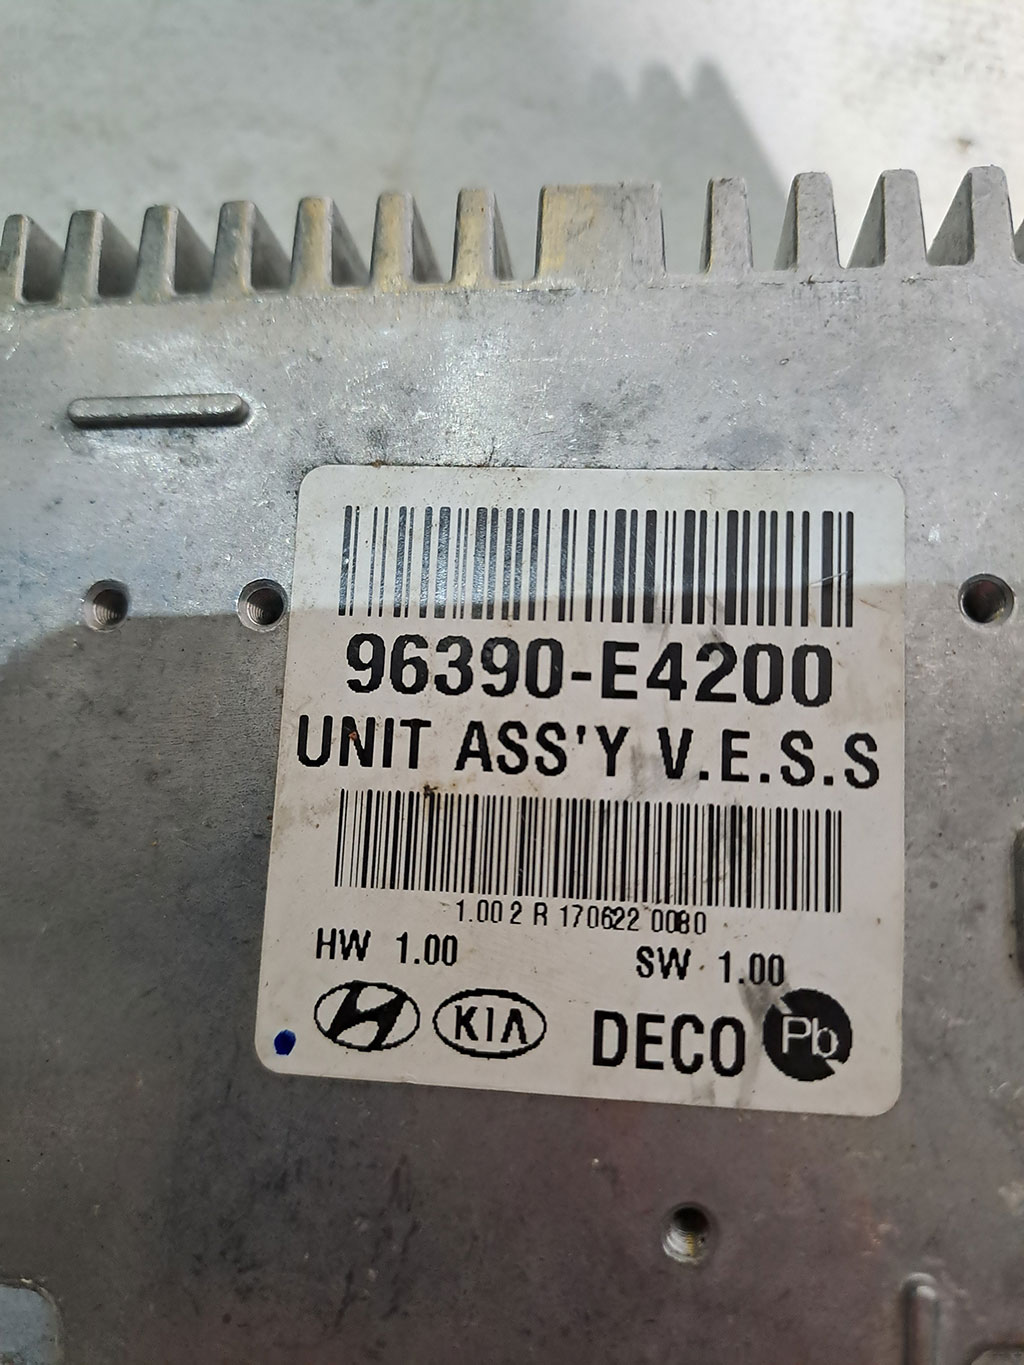 96390-E4200
UNIT ASS'Y V.E.S.S
1.00 2 R 170622 0080
HW 1.00 SW 1.00
KIA DECO Pb